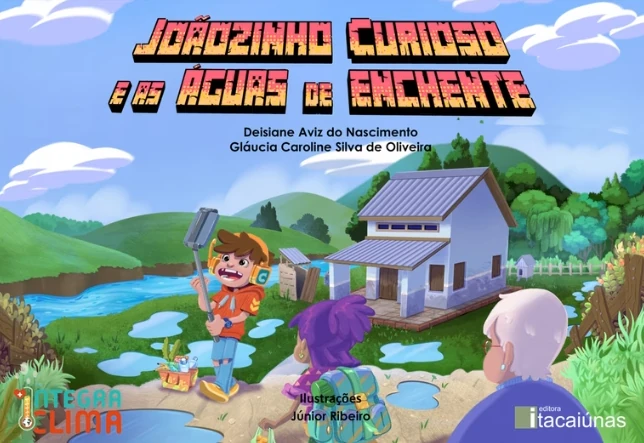 JOÃOZINHO CURIOSO
E AS ÁGUAS DE ENCHENTE
Deisiane Aviz do Nascimento
Gláucia Caroline Silva de Oliveira
INTEGRA
CLIMA
Ilustrações
Júnior Ribeiro
editora
itacaiúnas